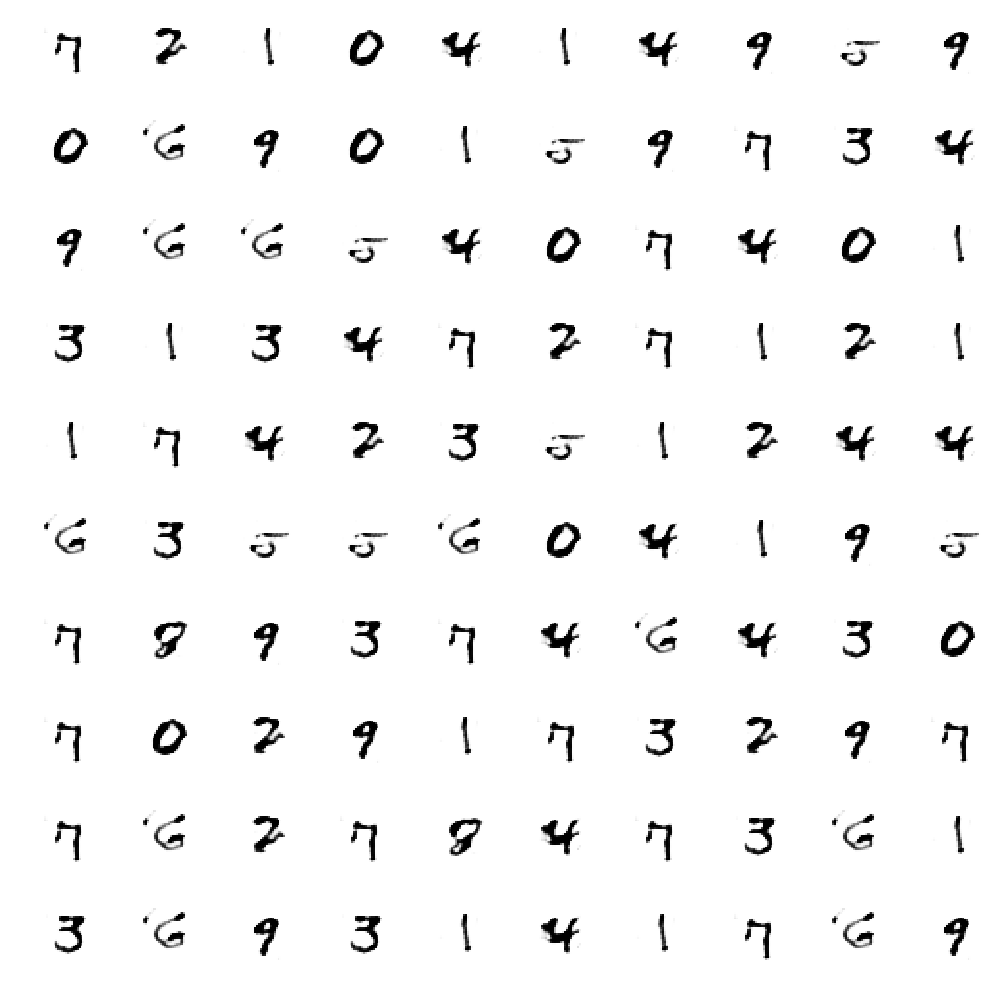 7 2 1 0 4 1 4 9 5 9
0 6 9 0 1 5 9 7 3 4
9 6 6 5 4 0 7 4 0 1
3 1 3 4 7 2 7 1 2 1
1 7 4 2 3 5 1 2 4 4
6 3 5 5 6 0 4 1 9 5
7 8 9 3 7 4 6 4 3 0
7 0 2 9 1 7 3 2 9 7
7 6 2 7 8 4 7 3 6 1
3 6 9 3 1 4 1 7 6 9